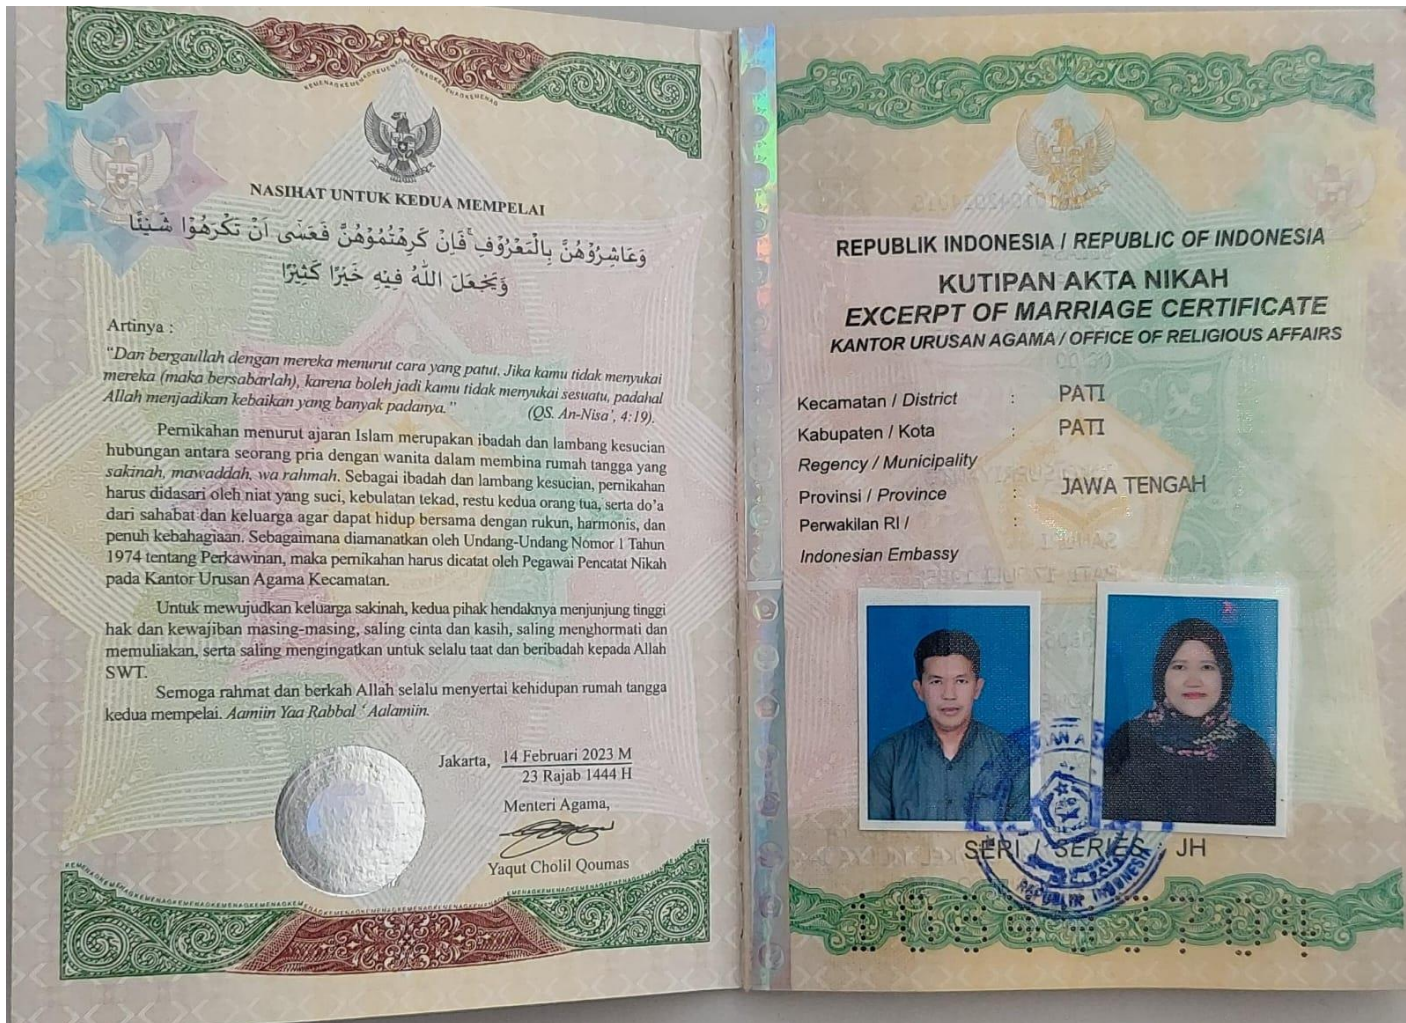 NASIHAT UNTUK KEDUA MEMPELAI
وَعَاشِرُوْهُنَّ بِالْمَعْرُوْفِۚ فَاِنْ كَرِهْتُمُوْهُنَّ فَعَسٰٓى اَنْ تَكْرَهُوْا شَيْـًٔا
وَّيَجْعَلَ اللّٰهُ فِيْهِ خَيْرًا كَثِيْرًا
Artinya :
“Dan bergaullah dengan mereka menurut cara yang patut. Jika kamu tidak menyukai
mereka (maka bersabarlah), karena boleh jadi kamu tidak menyukai sesuatu, padahal
Allah menjadikan kebaikan yang banyak padanya.” (QS. An-Nisa’, 4:19).
Pernikahan menurut ajaran Islam merupakan ibadah dan lambang kesucian
hubungan antara seorang pria dengan wanita dalam membina rumah tangga yang
sakinah, mawaddah, wa rahmah. Sebagai ibadah dan lambang kesucian, pernikahan
harus didasari oleh niat yang suci, kebulatan tekad, restu kedua orang tua, serta do’a
dari sahabat dan keluarga agar dapat hidup bersama dengan rukun, harmonis, dan
penuh kebahagiaan. Sebagaimana diamanatkan oleh Undang-Undang Nomor 1 Tahun
1974 tentang Perkawinan, maka pernikahan harus dicatat oleh Pegawai Pencatat Nikah
pada Kantor Urusan Agama Kecamatan.
Untuk mewujudkan keluarga sakinah, kedua pihak hendaknya menjunjung tinggi
hak dan kewajiban masing-masing, saling cinta dan kasih, saling menghormati dan
memuliakan, serta saling mengingatkan untuk selalu taat dan beribadah kepada Allah
SWT.
Semoga rahmat dan berkah Allah selalu menyertai kehidupan rumah tangga
kedua mempelai. Aamiin Yaa Rabbal ‘Aalamiin.
Jakarta, 14 Februari 2023 M
23 Rajab 1444 H
Menteri Agama,
Yaqut Cholil Qoumas
REPUBLIK INDONESIA / REPUBLIC OF INDONESIA
KUTIPAN AKTA NIKAH
EXCERPT OF MARRIAGE CERTIFICATE
KANTOR URUSAN AGAMA / OFFICE OF RELIGIOUS AFFAIRS
Kecamatan / District : PATI
Kabupaten / Kota : PATI
Regency / Municipality
Provinsi / Province : JAWA TENGAH
Perwakilan RI / :
Indonesian Embassy
SERI / SERIES JH
INDONESIA